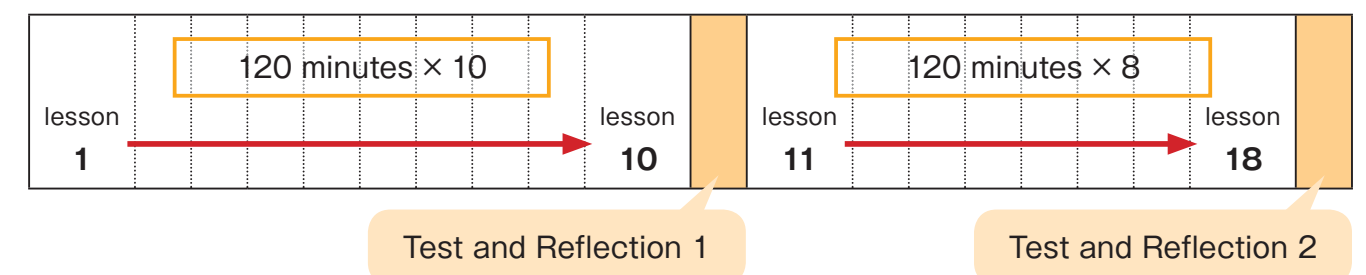 120 minutes × 10
120 minutes × 8
lesson
1
lesson
10
lesson
11
lesson
18
Test and Reflection 1
Test and Reflection 2